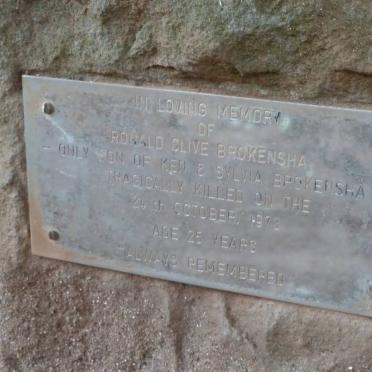 IN LOVING MEMORY
OF
RONALD CLIVE BROKENSHA
ONLY SON OF KEN & SYLVIA BROKENSHA
TRAGICALLY KILLED ON THE
OCTOBER,
AGE 25 YEARS
"ALWAYS REMEMBERED"